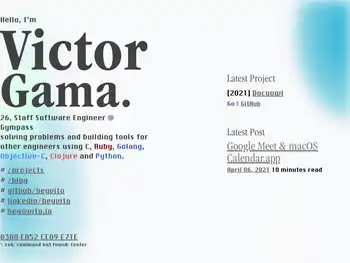 Hello, I'm
Victor
Gama.
26, Staff Software Engineer @
Gympass
solving problems and building tools for
other engineers using C, Ruby, Golang,
Objective-C, Clojure and Python.
# /projects
# /blog
# github/heyvito
# linkedin/heyvito
# hey@vito.io
\ zsh: command not found: footer
Latest Project
[2021] Docuowl
Go | GitHub
Latest Post
Google Meet & macOS
Calendar.app
April 06, 2021 10 minutes read